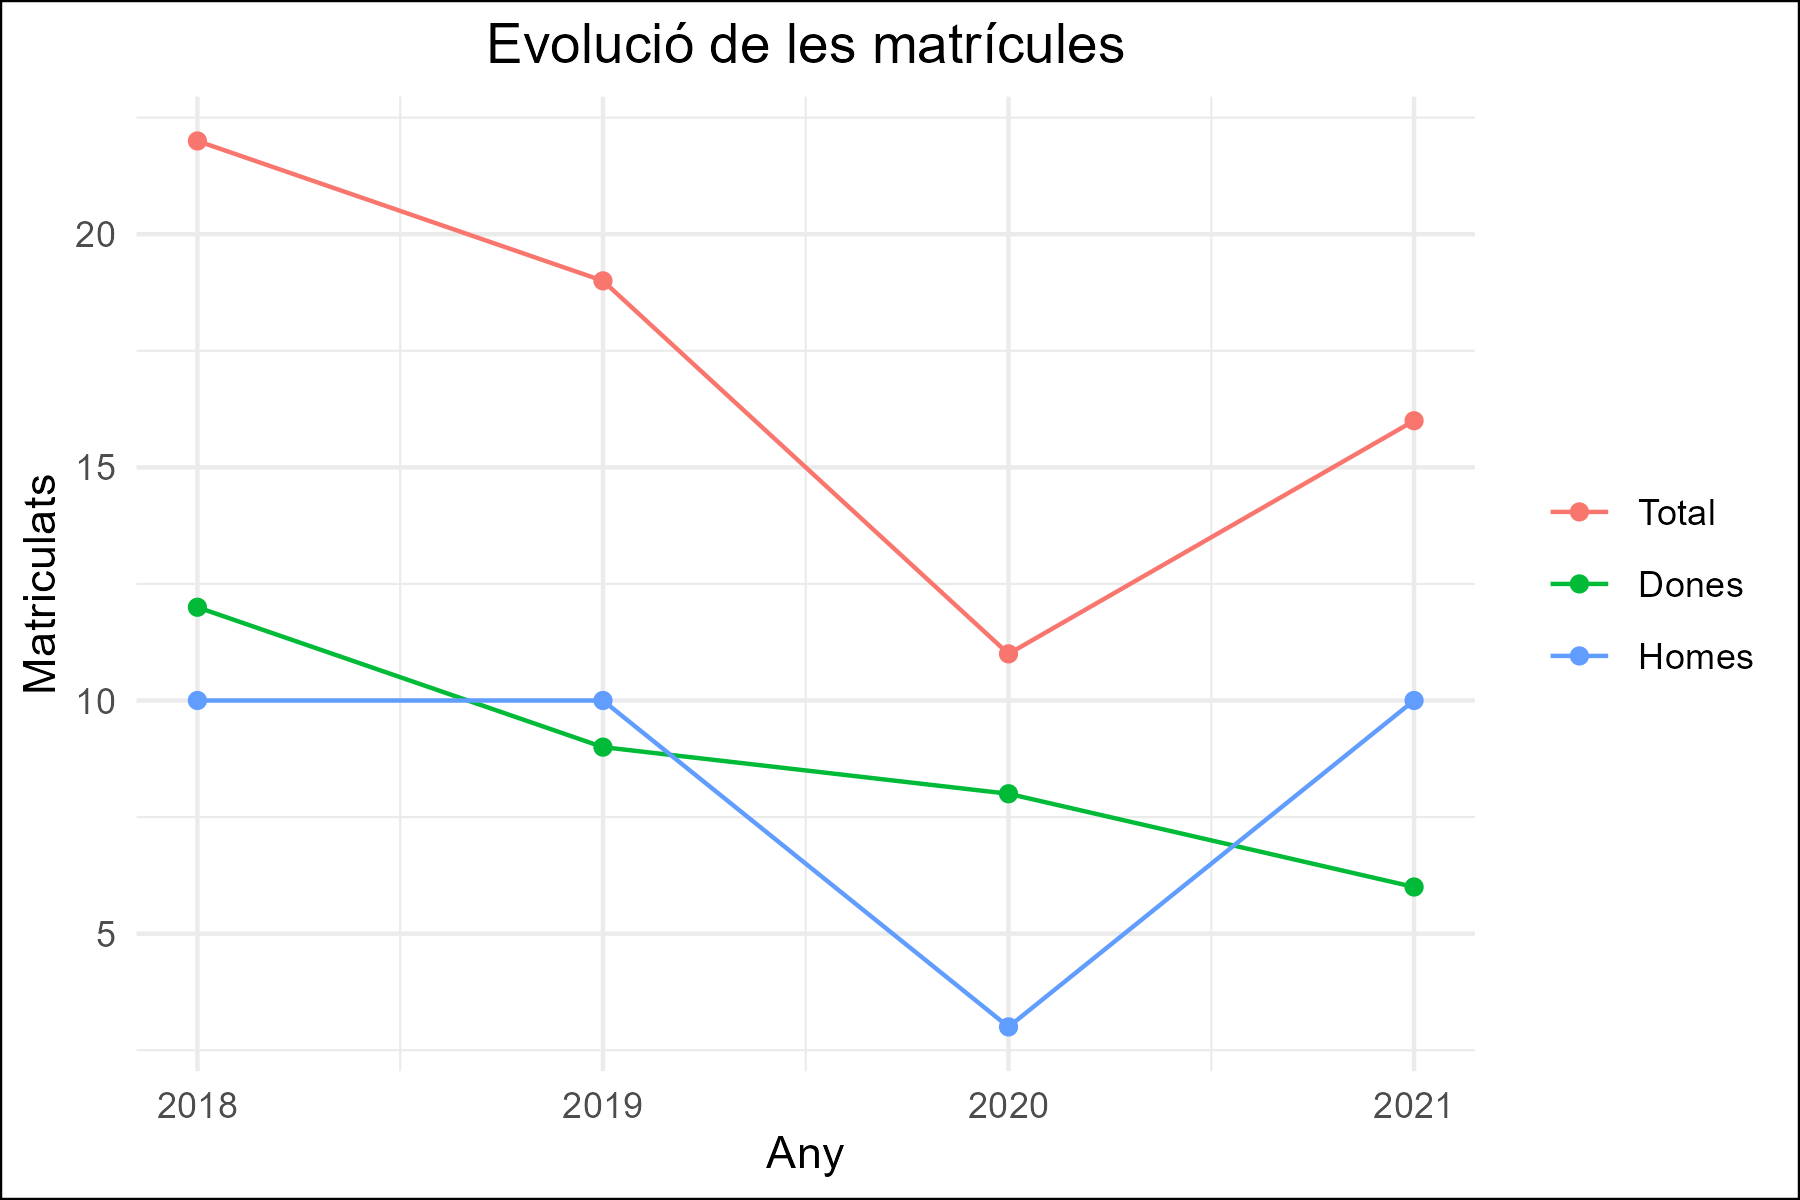 Evolució de les matrícules
Matriculats
20
15
10
5
2018
2019
2020
2021
Any
Total
Dones
Homes